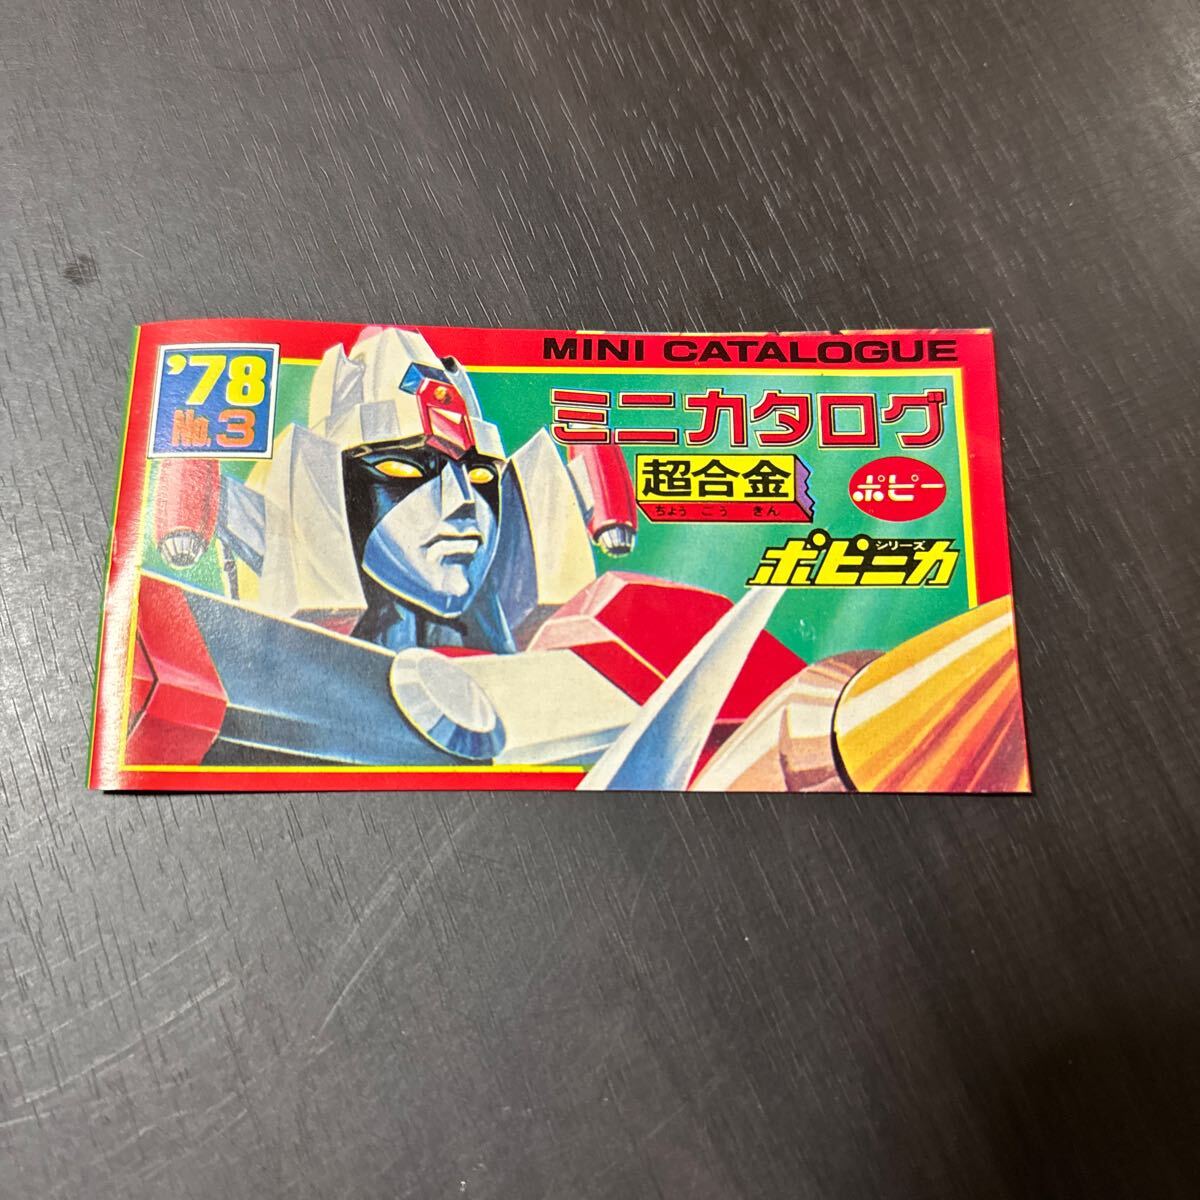 '78
No.3
MINI CATALOGUE
ミニカタログ
超合金
ちょう ごう きん
ポピー
ポピニカ
シリーズ